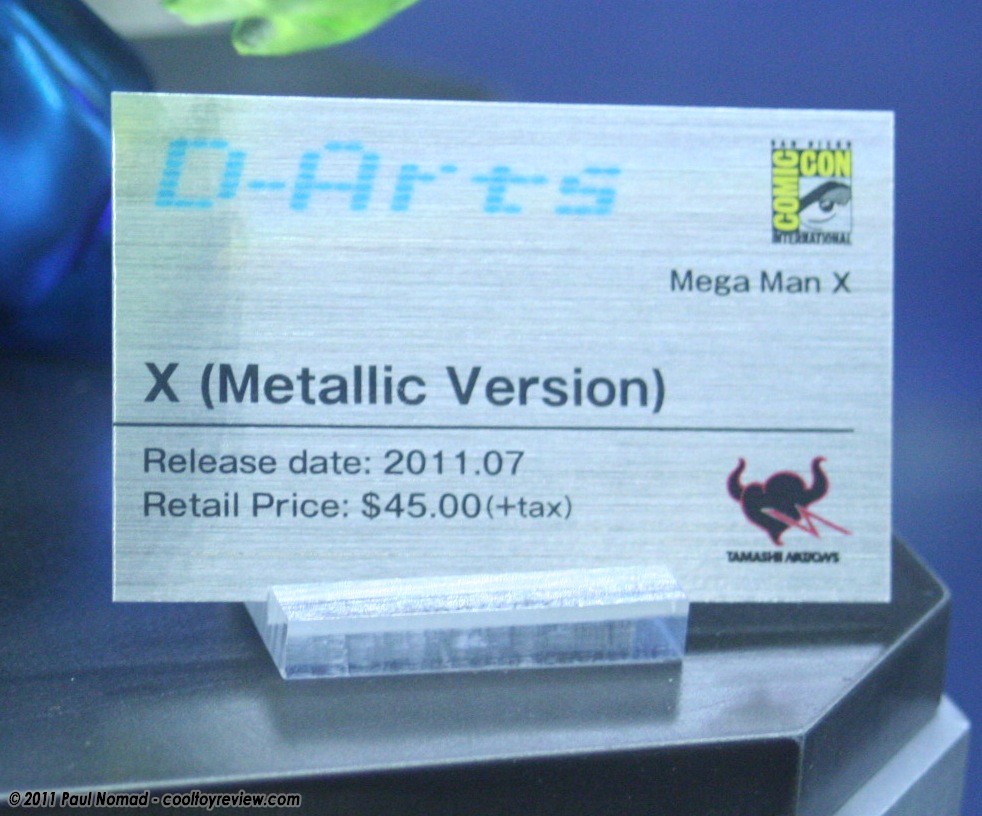 D-Arts
SAN DIEGO
COMIC CON
INTERNATIONAL
Mega Man X
X (Metallic Version)
Release date: 2011.07
Retail Price: $45.00(+tax)
TAMASHII NATIONS
© 2011 Paul Nomad - cooltoyreview.com